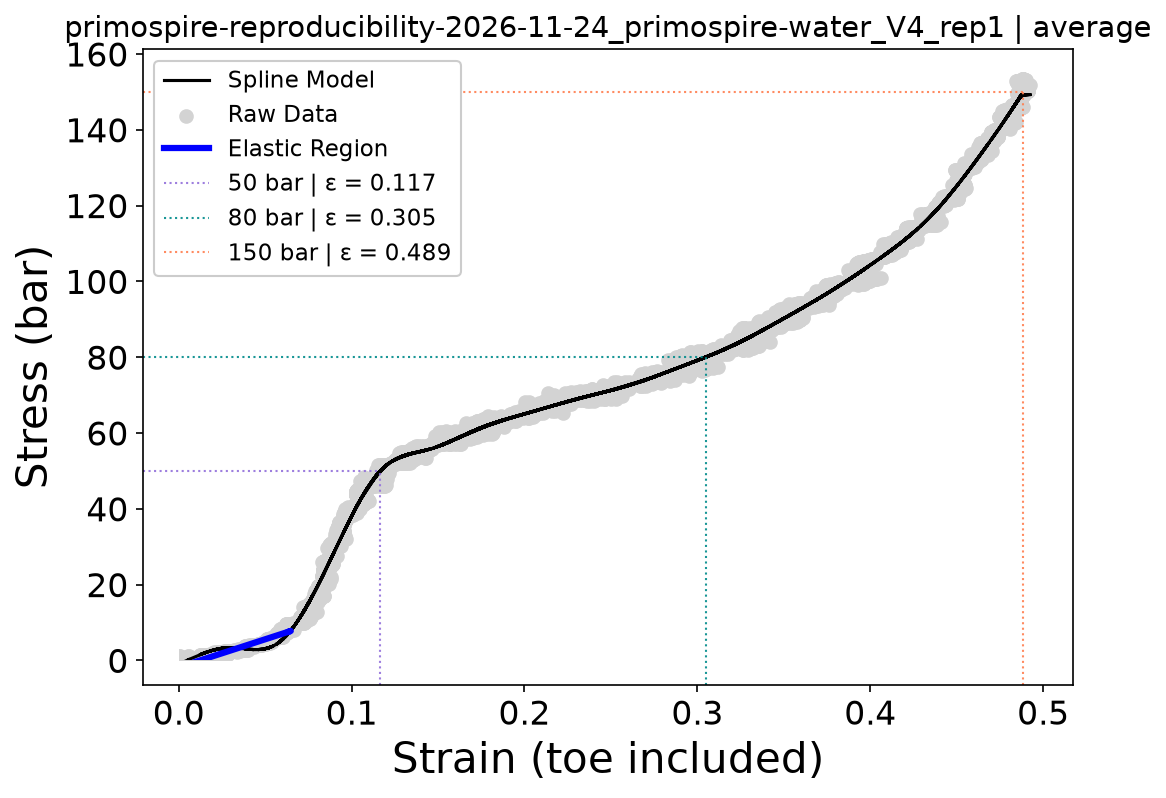 primospire-reproducibility-2026-11-24_primospire-water_V4_rep1 | average
160
140
120
100
80
60
40
20
0
Stress (bar)
Spline Model
Raw Data
Elastic Region
50 bar | ε = 0.117
80 bar | ε = 0.305
150 bar | ε = 0.489
0.0 0.1 0.2 0.3 0.4 0.5
Strain (toe included)